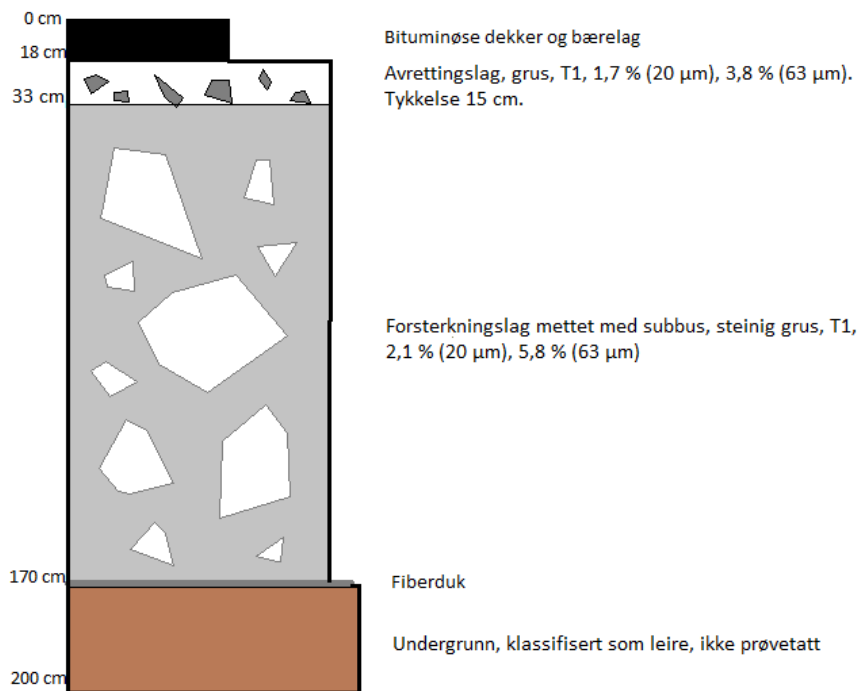 0 cm
Bituminøse dekker og bærelag
18 cm
Avrettingslag, grus, T1, 1,7 % (20 µm), 3,8 % (63 µm).
33 cm
Tykkelse 15 cm.
Forsterkningslag mettet med subbus, steinig grus, T1,
2,1 % (20 µm), 5,8 % (63 µm)
170 cm
Fiberduk
Undergrunn, klassifisert som leire, ikke prøvetatt
200 cm